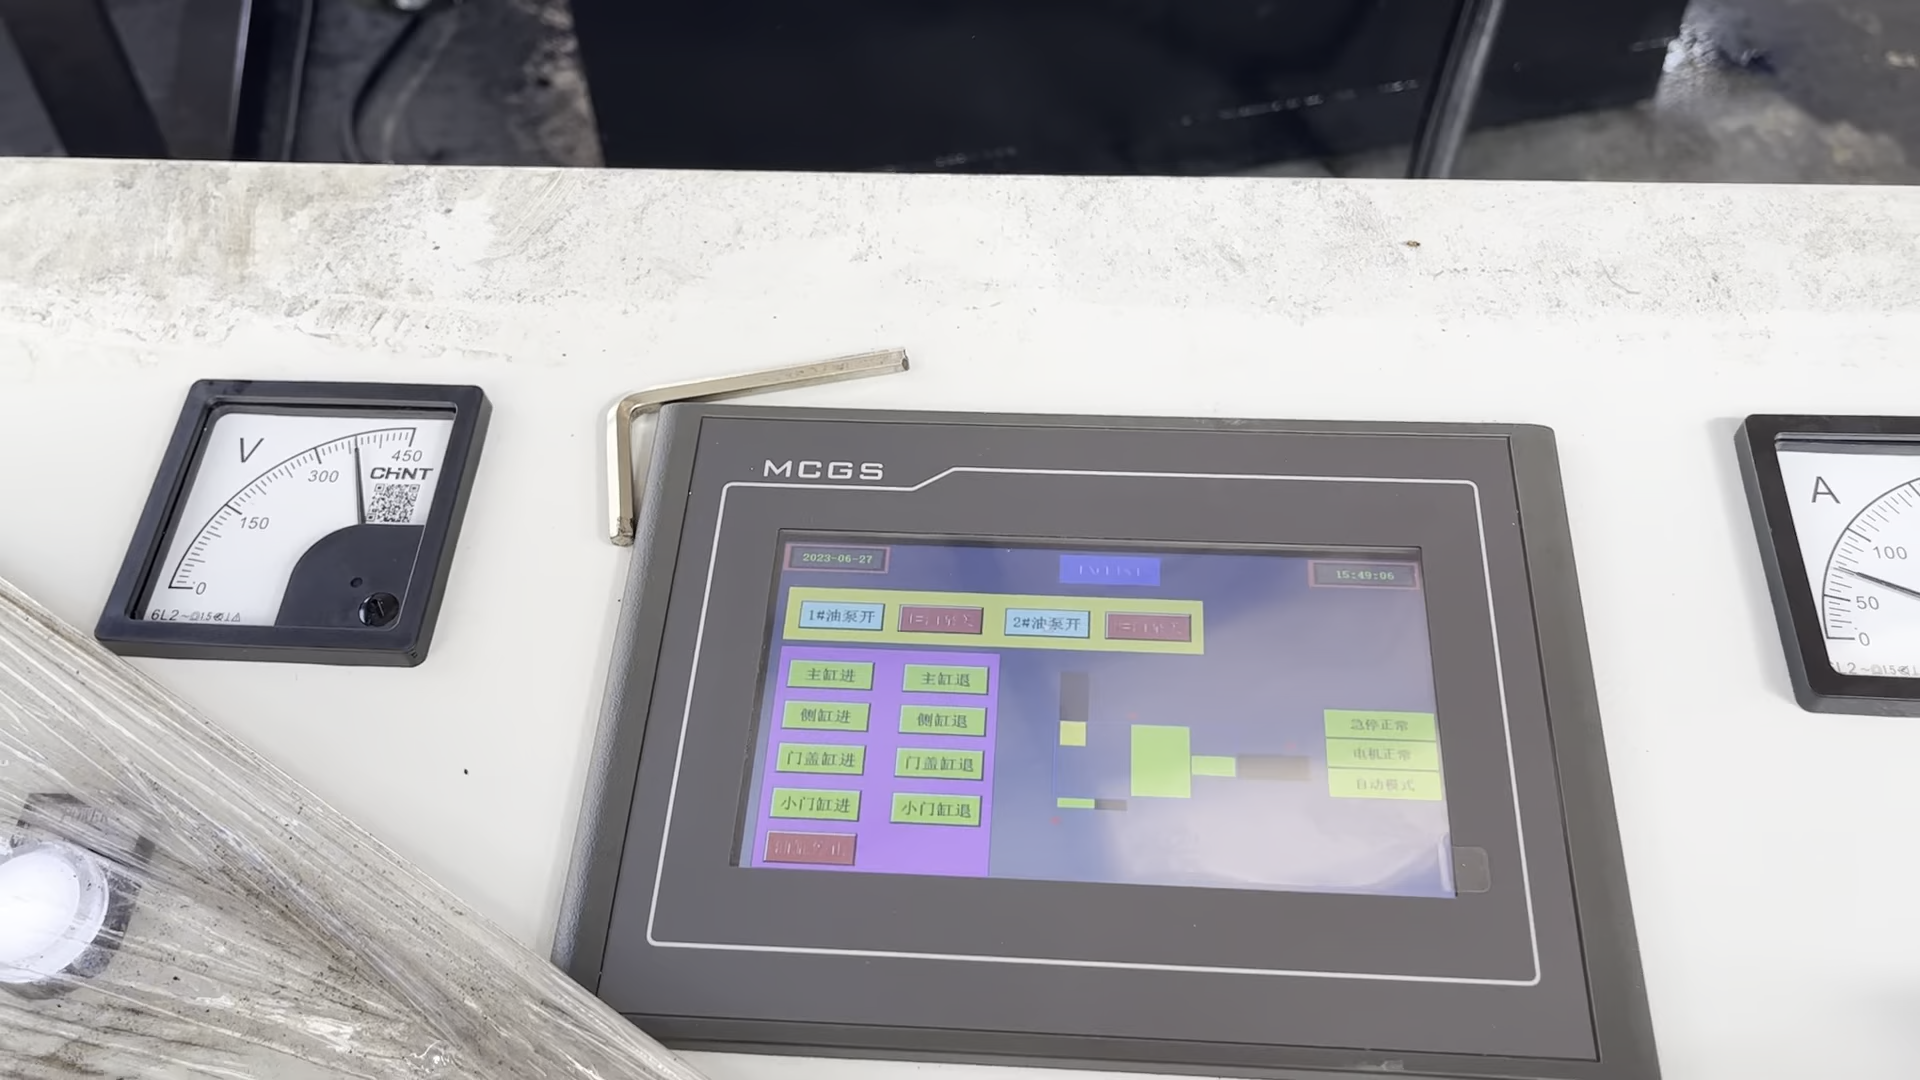 V
450
300
150
0
CHNT
6L2
MCGS
2023-06-27
15:49:06
1#油泵开
2#油泵开
主缸进
主缸退
侧缸进
侧缸退
门盖缸进
门盖缸退
小门缸进
小门缸退
急停正常
电机正常
自动模式
A
100
50
0